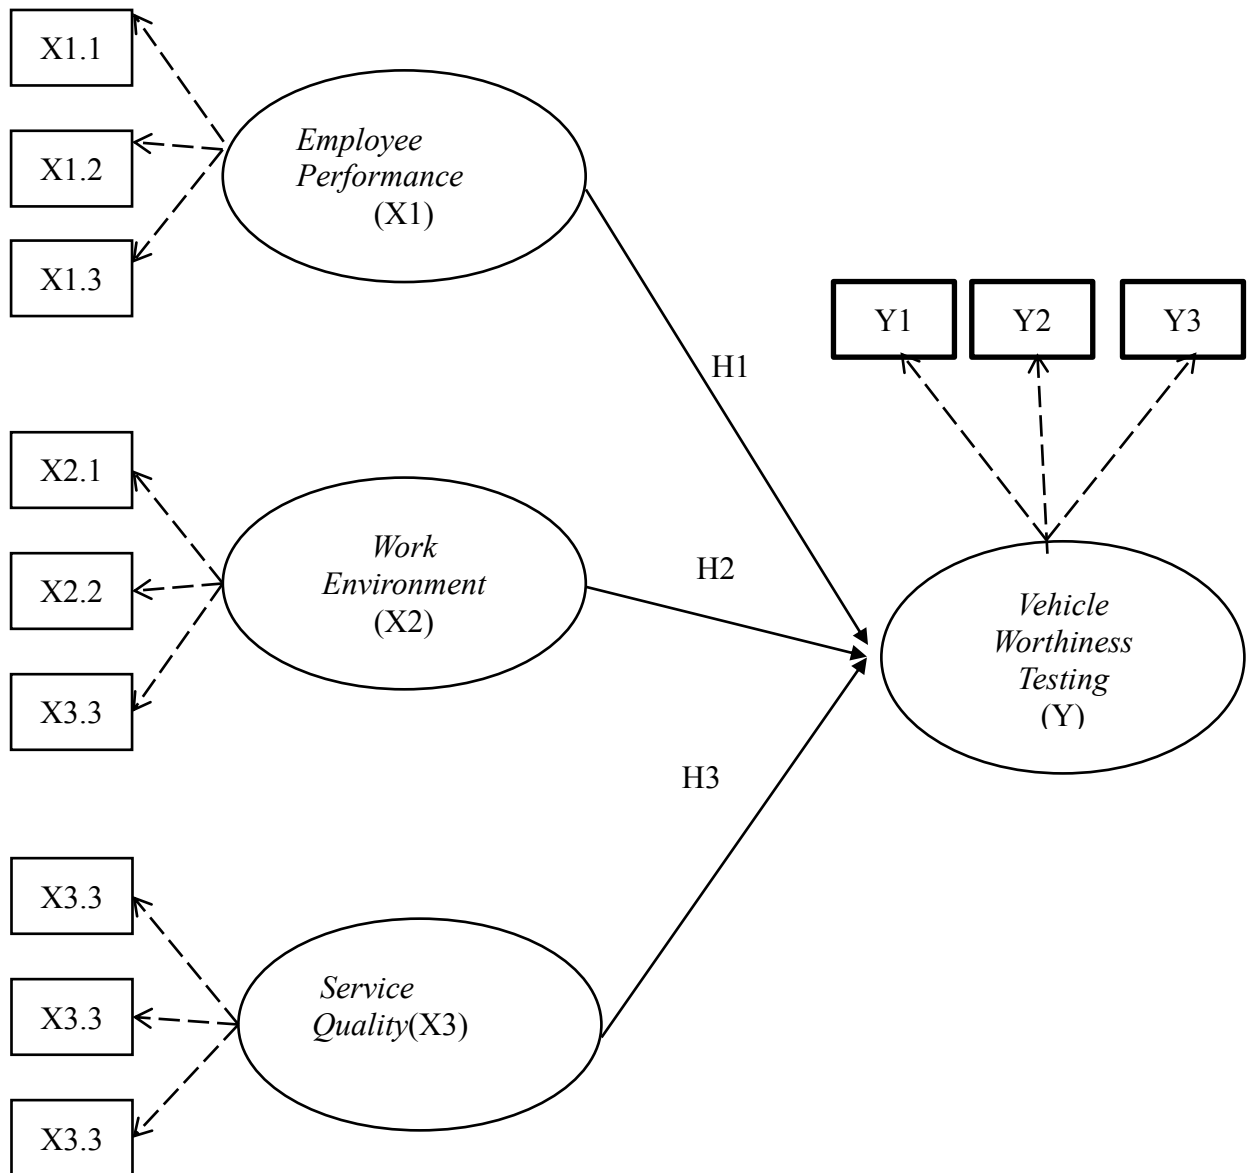 X1.1
X1.2
X1.3
Employee
Performance
(X1)
H1
Y1
Y2
Y3
X2.1
X2.2
X3.3
Work
Environment
(X2)
H2
Vehicle
Worthiness
Testing
(Y)
H3
X3.3
X3.3
X3.3
Service
Quality(X3)